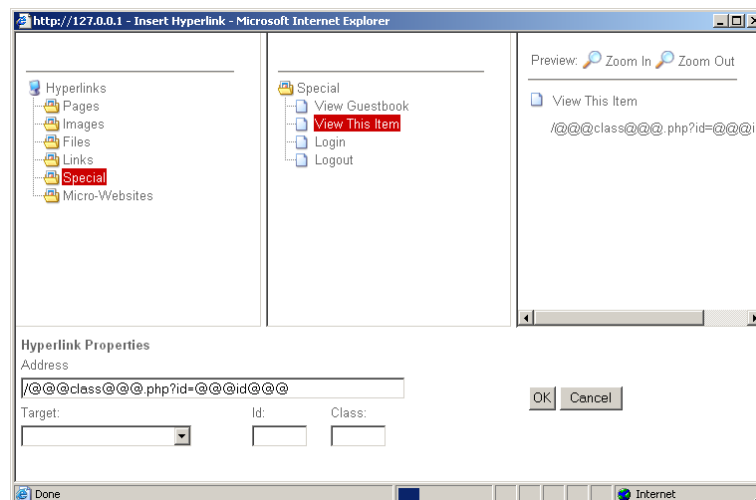 http://127.0.0.1 - Insert Hyperlink - Microsoft Internet Explorer
Hyperlinks
Pages
Images
Files
Links
Special
Micro-Websites
Special
View Guestbook
View This Item
Login
Logout
Preview: Zoom In Zoom Out
View This Item
/@@@class@@@.php?id=@@@i
Hyperlink Properties
Address
/@@@class@@@.php?id=@@@id@@@
Target: Id: Class:
OK Cancel
Done Internet